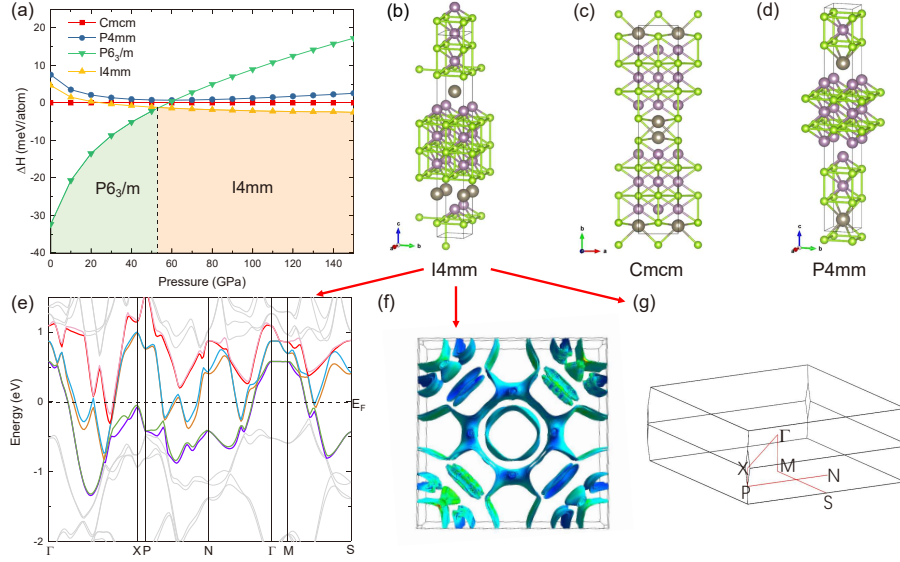 (a)
Cmcm
P4mm
P6₃/m
I4mm
20
10
0
-10
-20
-30
-40
ΔH (meV/atom)
P6₃/m
I4mm
0 20 40 60 80 100 120 140
Pressure (GPa)
(b)
c
a
b
I4mm
(c)
b
a
Cmcm
(d)
c
a
b
P4mm
(e)
1
0
-1
-2
Energy (eV)
E_F
Γ X P N Γ M S
(f)
(g)
Γ
X
M
P
N
S